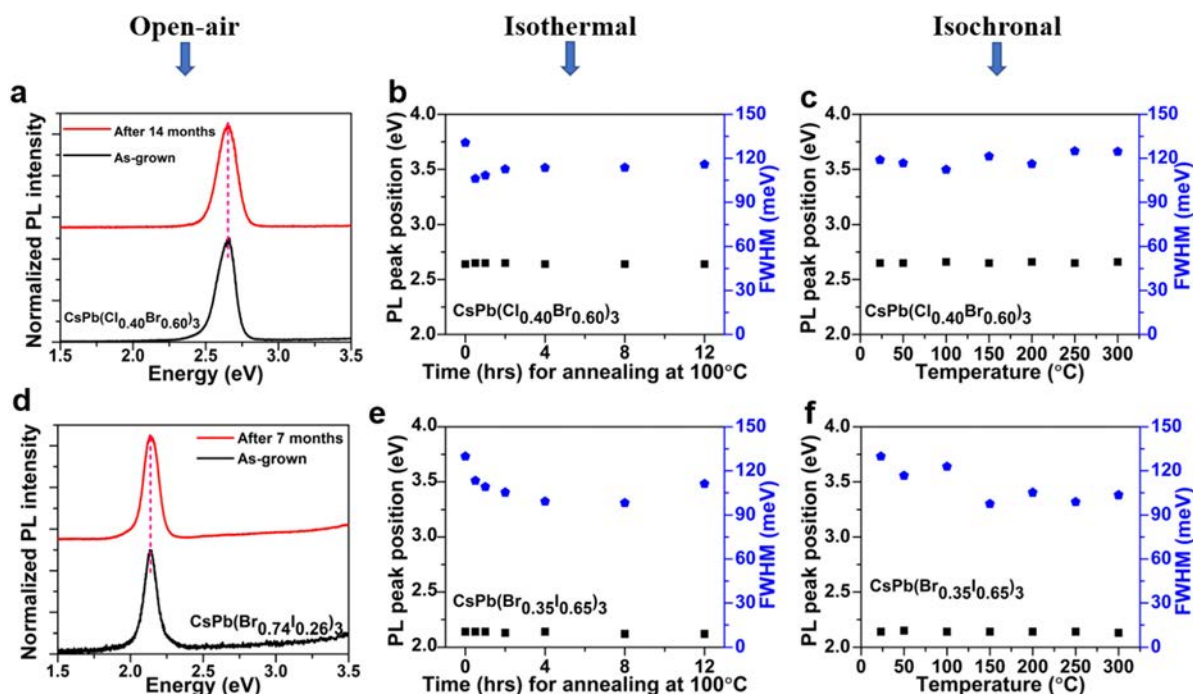 Open-air
Isothermal
Isochronal
a
Normalized PL intensity
After 14 months
As-grown
CsPb(Cl0.40Br0.60)3
1.5 2.0 2.5 3.0 3.5
Energy (eV)
b
PL peak position (eV)
4.0
3.5
3.0
2.5
2.0
150
120
90
60
30
0
FWHM (meV)
CsPb(Cl0.40Br0.60)3
0 4 8 12
Time (hrs) for annealing at 100°C
c
PL peak position (eV)
4.0
3.5
3.0
2.5
2.0
150
120
90
60
30
0
FWHM (meV)
CsPb(Cl0.40Br0.60)3
0 50 100 150 200 250 300
Temperature (°C)
d
Normalized PL intensity
After 7 months
As-grown
CsPb(Br0.74I0.26)3
1.5 2.0 2.5 3.0 3.5
Energy (eV)
e
PL peak position (eV)
4.0
3.5
3.0
2.5
2.0
150
120
90
60
30
0
FWHM (meV)
CsPb(Br0.35I0.65)3
0 4 8 12
Time (hrs) for annealing at 100°C
f
PL peak position (eV)
4.0
3.5
3.0
2.5
2.0
150
120
90
60
30
0
FWHM (meV)
CsPb(Br0.35I0.65)3
0 50 100 150 200 250 300
Temperature (°C)